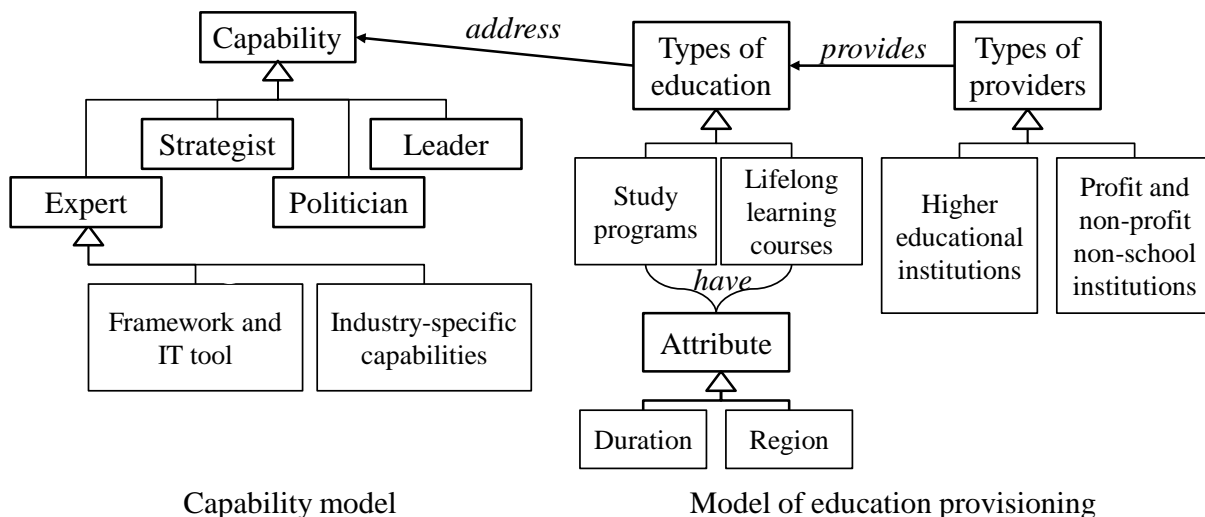 Capability
address
Types of
education
provides
Types of
providers
Strategist
Leader
Expert
Politician
Study
programs
Lifelong
learning
courses
Higher
educational
institutions
Profit and
non-profit
non-school
institutions
have
Framework and
IT tool
Industry-specific
capabilities
Attribute
Duration
Region
Capability model
Model of education provisioning